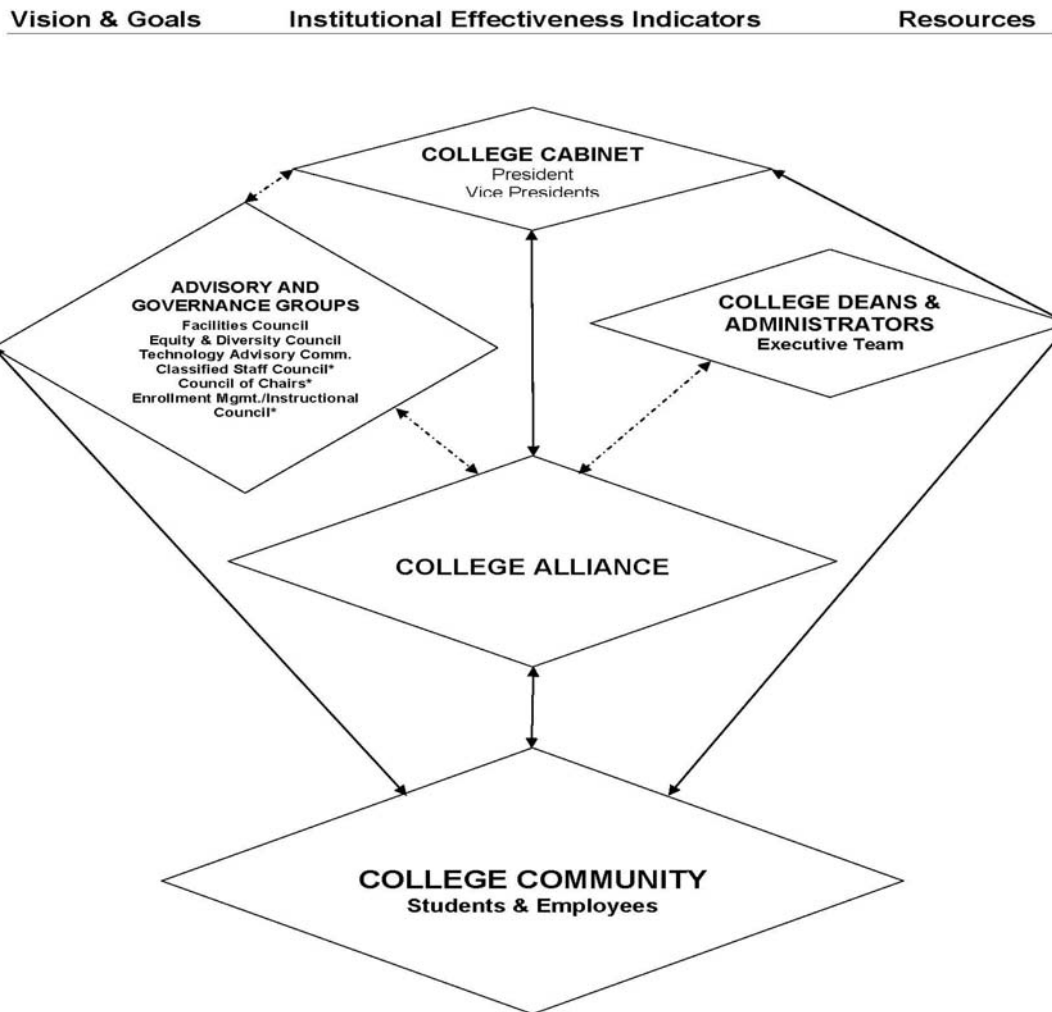 Vision & Goals Institutional Effectiveness Indicators Resources
COLLEGE CABINET
President
Vice Presidents
ADVISORY AND
GOVERNANCE GROUPS
Facilities Council
Equity & Diversity Council
Technology Advisory Comm.
Classified Staff Council*
Council of Chairs*
Enrollment Mgmt./Instructional
Council*
COLLEGE DEANS &
ADMINISTRATORS
Executive Team
COLLEGE ALLIANCE
COLLEGE COMMUNITY
Students & Employees